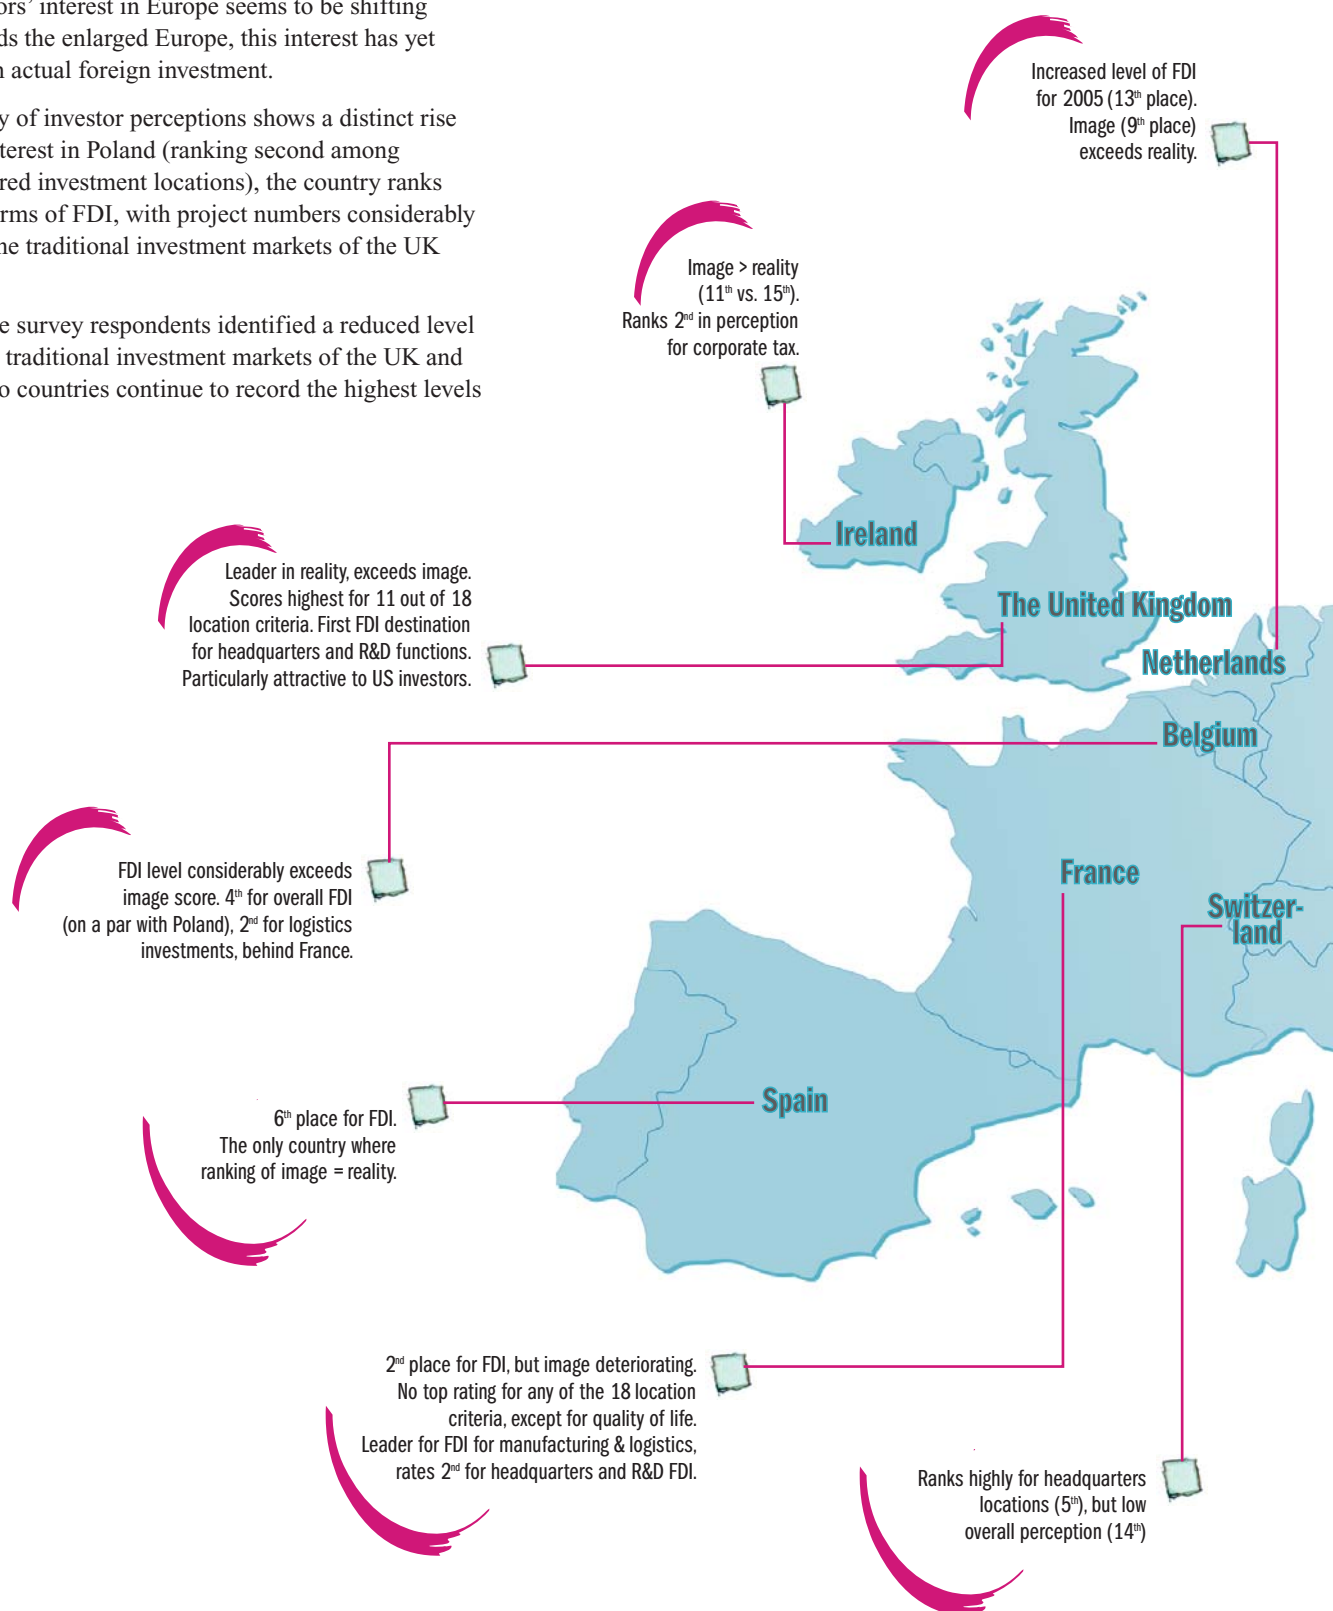 ors’ interest in Europe seems to be shifting
ds the enlarged Europe, this interest has yet
n actual foreign investment.
y of investor perceptions shows a distinct rise
terest in Poland (ranking second among
red investment locations), the country ranks
rms of FDI, with project numbers considerably
he traditional investment markets of the UK
e survey respondents identified a reduced level
traditional investment markets of the UK and
o countries continue to record the highest levels
Increased level of FDI
for 2005 (13th place).
Image (9th place)
exceeds reality.
Image > reality
(11th vs. 15th).
Ranks 2nd in perception
for corporate tax.
Ireland
Leader in reality, exceeds image.
Scores highest for 11 out of 18
location criteria. First FDI destination
for headquarters and R&D functions.
Particularly attractive to US investors.
The United Kingdom
Netherlands
Belgium
FDI level considerably exceeds
image score. 4th for overall FDI
(on a par with Poland), 2nd for logistics
investments, behind France.
France
Switzer-
land
Spain
6th place for FDI.
The only country where
ranking of image = reality.
2nd place for FDI, but image deteriorating.
No top rating for any of the 18 location
criteria, except for quality of life.
Leader for FDI for manufacturing & logistics,
rates 2nd for headquarters and R&D FDI.
Ranks highly for headquarters
locations (5th), but low
overall perception (14th)